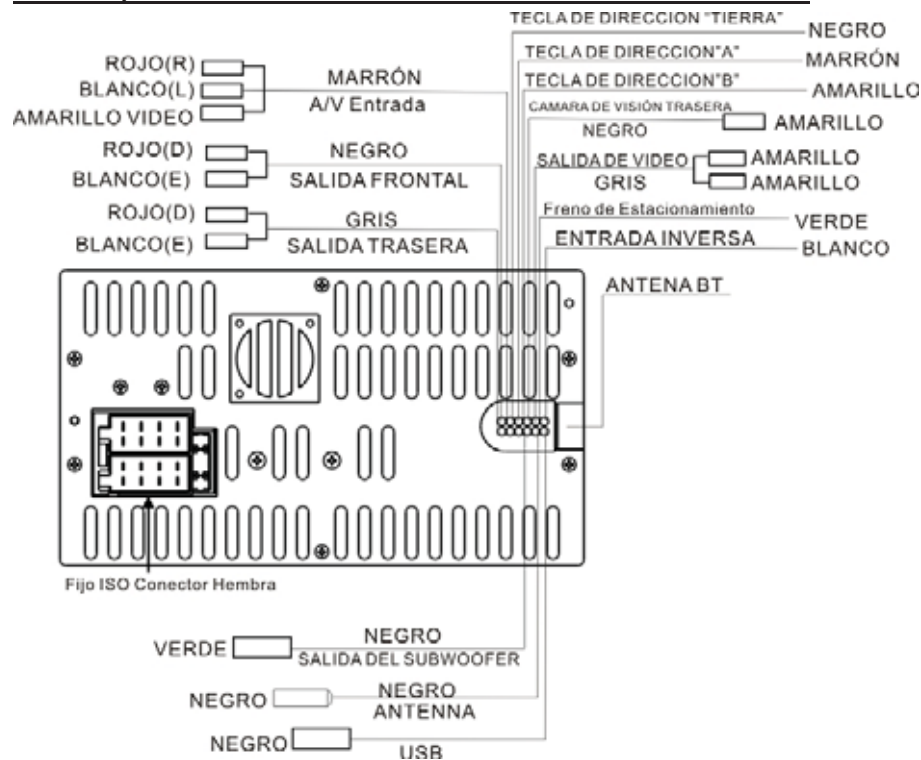 TECLA DE DIRECCION "TIERRA"
NEGRO
ROJO(R)
BLANCO(L)
AMARILLO VIDEO
MARRÓN
A/V Entrada
TECLA DE DIRECCION"A"
MARRÓN
TECLA DE DIRECCION"B"
AMARILLO
CAMARA DE VISIÓN TRASERA
NEGRO
AMARILLO
ROJO(D)
BLANCO(E)
NEGRO
SALIDA FRONTAL
SALIDA DE VIDEO
GRIS
AMARILLO
AMARILLO
ROJO(D)
BLANCO(E)
GRIS
SALIDA TRASERA
Freno de Estacionamiento
VERDE
ENTRADA INVERSA
BLANCO
ANTENA BT
Fijo ISO Conector Hembra
VERDE
NEGRO
SALIDA DEL SUBWOOFER
NEGRO
NEGRO
ANTENNA
NEGRO
USB